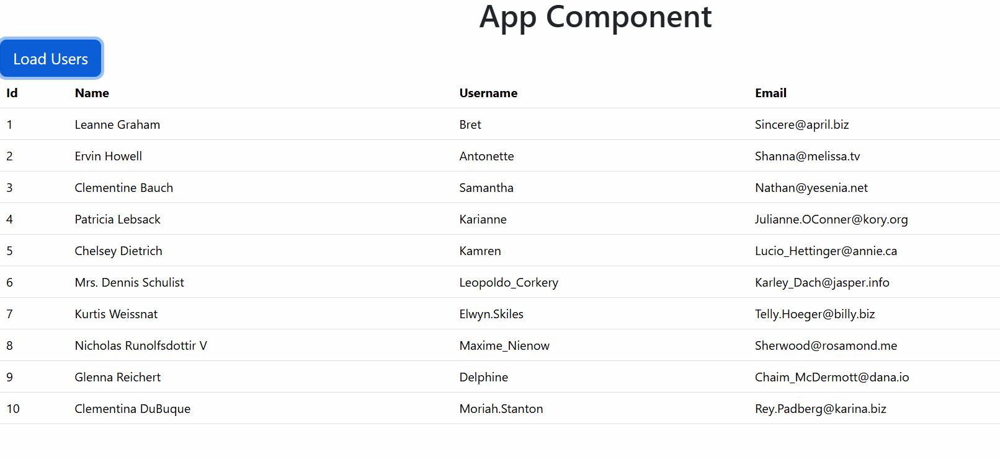 App Component
Load Users
Id Name Username Email
1 Leanne Graham Bret Sincere@april.biz
2 Ervin Howell Antonette Shanna@melissa.tv
3 Clementine Bauch Samantha Nathan@yesenia.net
4 Patricia Lebsack Karianne Julianne.OConner@kory.org
5 Chelsey Dietrich Kamren Lucio_Hettinger@annie.ca
6 Mrs. Dennis Schulist Leopoldo_Corkery Karley_Dach@jasper.info
7 Kurtis Weissnat Elwyn.Skiles Telly.Hoeger@billy.biz
8 Nicholas Runolfsdottir V Maxime_Nienow Sherwood@rosamond.me
9 Glenna Reichert Delphine Chaim_McDermott@dana.io
10 Clementina DuBuque Moriah.Stanton Rey.Padberg@karina.biz